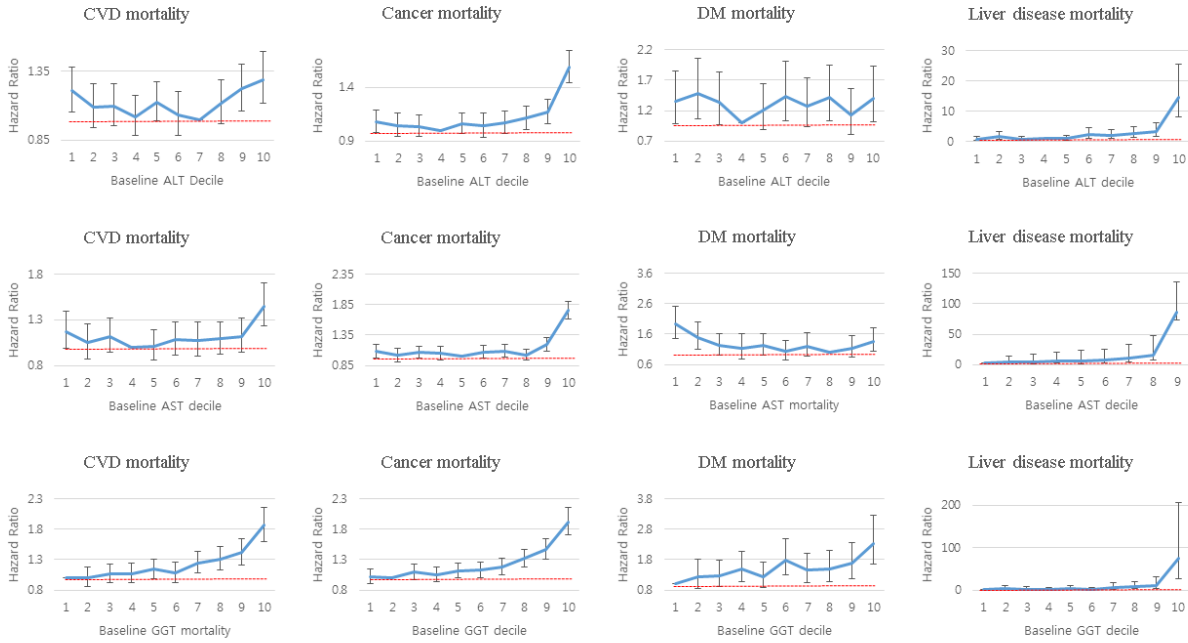 CVD mortality
Hazard Ratio
1.35
0.85
1 2 3 4 5 6 7 8 9 10
Baseline ALT Decile
Cancer mortality
Hazard Ratio
1.4
0.9
1 2 3 4 5 6 7 8 9 10
Baseline ALT decile
DM mortality
Hazard Ratio
2.2
1.7
1.2
0.7
1 2 3 4 5 6 7 8 9 10
Baseline ALT decile
Liver disease mortality
Hazard Ratio
30
20
10
0
1 2 3 4 5 6 7 8 9 10
Baseline ALT decile
CVD mortality
Hazard Ratio
1.8
1.3
0.8
1 2 3 4 5 6 7 8 9 10
Baseline AST decile
Cancer mortality
Hazard Ratio
2.35
1.85
1.35
0.85
1 2 3 4 5 6 7 8 9 10
Baseline AST decile
DM mortality
Hazard Ratio
3.6
2.6
1.6
0.6
1 2 3 4 5 6 7 8 9 10
Baseline AST mortality
Liver disease mortality
Hazard Ratio
150
100
50
0
1 2 3 4 5 6 7 8 9
Baseline AST decile
CVD mortality
Hazard Ratio
2.3
1.8
1.3
0.8
1 2 3 4 5 6 7 8 9 10
Baseline GGT mortality
Cancer mortality
Hazard Ratio
2.3
1.8
1.3
0.8
1 2 3 4 5 6 7 8 9 10
Baseline GGT decile
DM mortality
Hazard Ratio
3.8
2.8
1.8
0.8
1 2 3 4 5 6 7 8 9 10
Baseline GGT decile
Liver disease mortality
Hazard Ratio
200
100
0
1 2 3 4 5 6 7 8 9 10
Baseline GGT decile